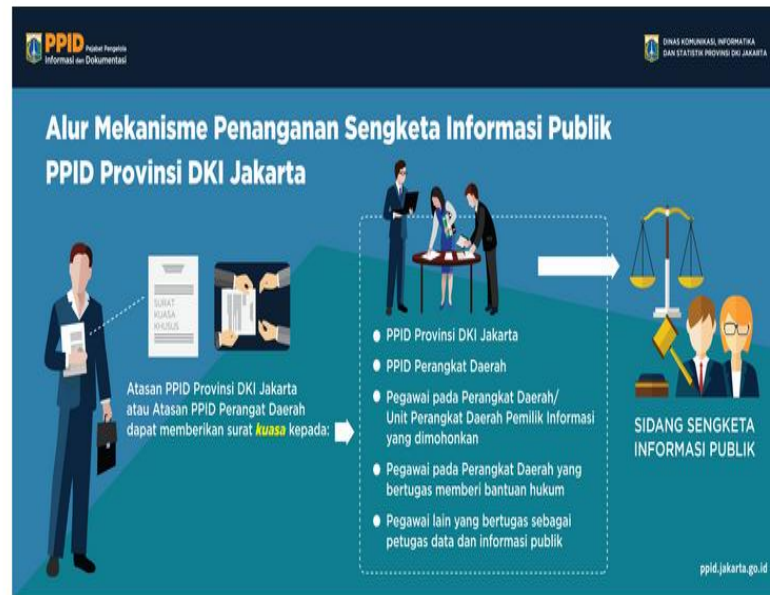 PPID Pejabat Pengelola
Informasi dan Dokumentasi
DINAS KOMUNIKASI, INFORMATIKA
DAN STATISTIK PROVINSI DKI JAKARTA
Alur Mekanisme Penanganan Sengketa Informasi Publik
PPID Provinsi DKI Jakarta
SURAT
KUASA
KHUSUS
Atasan PPID Provinsi DKI Jakarta
atau Atasan PPID Perangat Daerah
dapat memberikan surat kuasa kepada:
PPID Provinsi DKI Jakarta
PPID Perangkat Daerah
Pegawai pada Perangkat Daerah/
Unit Perangkat Daerah Pemilik Informasi
yang dimohonkan
Pegawai pada Perangkat Daerah yang
bertugas memberi bantuan hukum
Pegawai lain yang bertugas sebagai
petugas data dan informasi publik
SIDANG SENGKETA
INFORMASI PUBLIK
ppid.jakarta.go.id